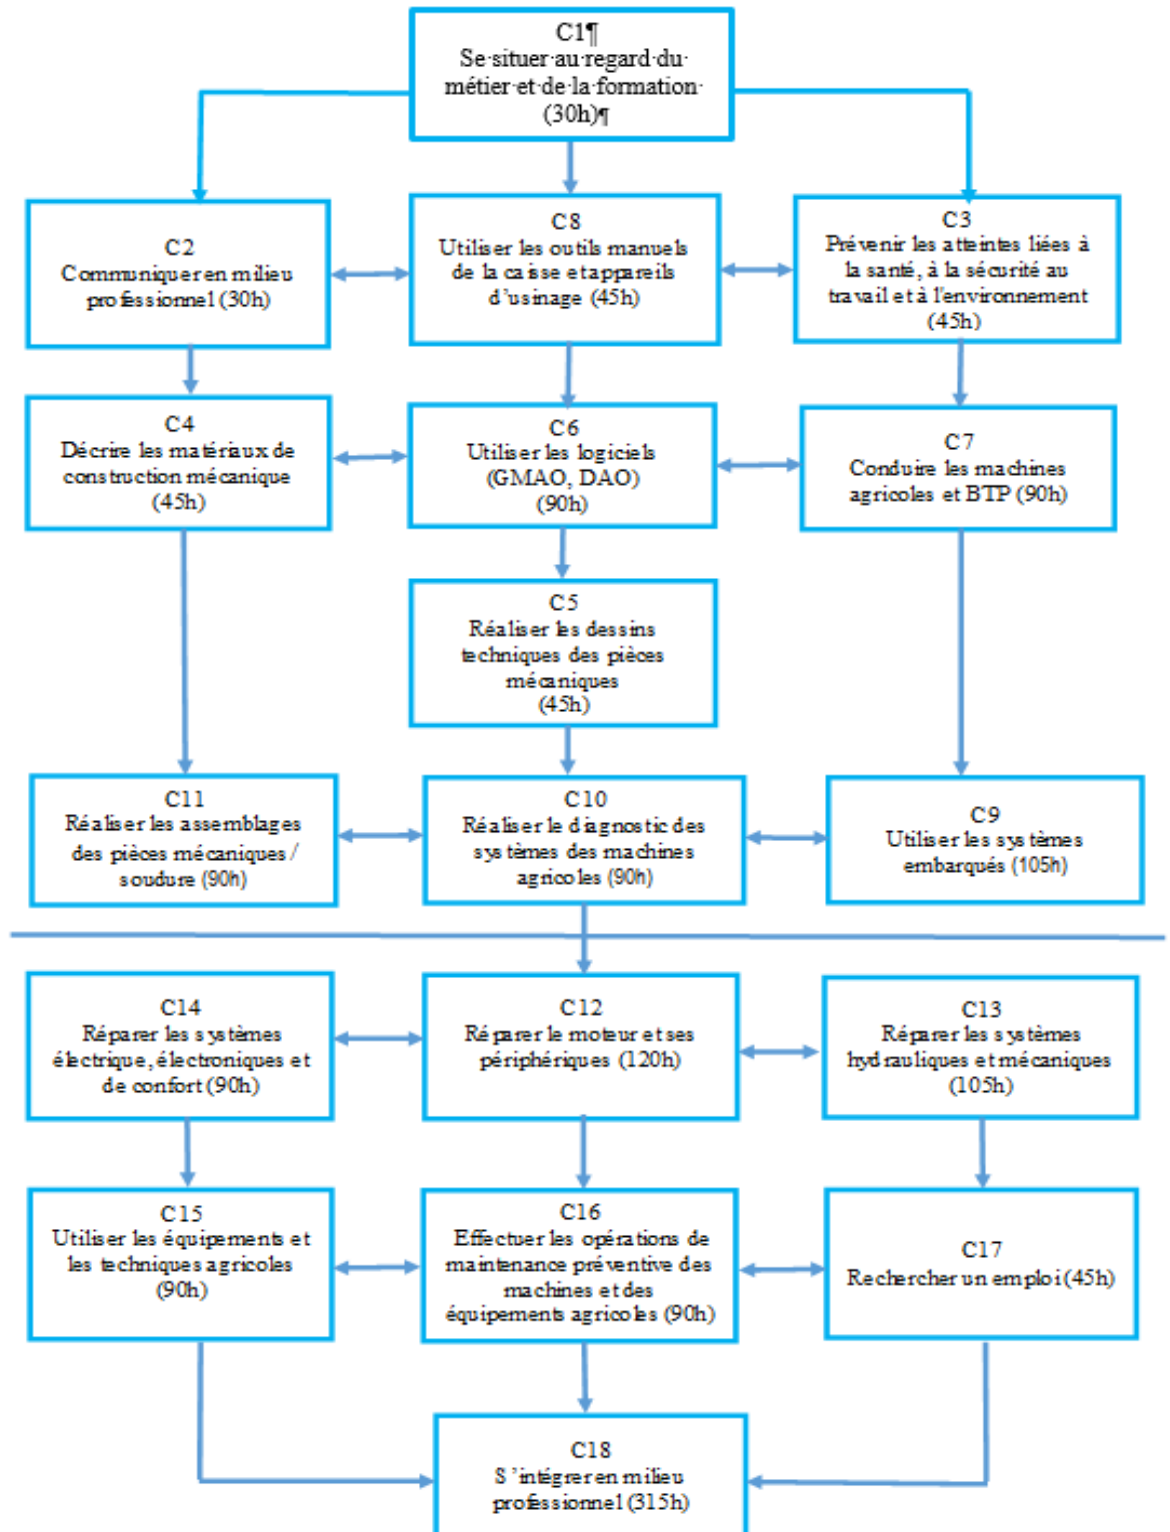 C1¶
Se·situer·au·regard·du·
métier·et·de·la·formation·
(30h)¶
C2
Communiquer en milieu
professionnel (30h)
C8
Utiliser les outils manuels
de la caisse et appareils
d’usinage (45h)
C3
Prévenir les atteintes liées à
la santé, à la sécurité au
travail et à l'environnement
(45h)
C4
Décrire les matériaux de
construction mécanique
(45h)
C6
Utiliser les logiciels
(GMAO, DAO)
(90h)
C7
Conduire les machines
agricoles et BTP (90h)
C5
Réaliser les dessins
techniques des pièces
mécaniques
(45h)
C11
Réaliser les assemblages
des pièces mécaniques /
soudure (90h)
C10
Réaliser le diagnostic des
systèmes des machines
agricoles (90h)
C9
Utiliser les systèmes
embarqués (105h)
C14
Réparer les systèmes
électrique, électroniques et
de confort (90h)
C12
Réparer le moteur et ses
périphériques (120h)
C13
Réparer les systèmes
hydrauliques et mécaniques
(105h)
C15
Utiliser les équipements et
les techniques agricoles
(90h)
C16
Effectuer les opérations de
maintenance préventive des
machines et des
équipements agricoles (90h)
C17
Rechercher un emploi (45h)
C18
S’intégrer en milieu
professionnel (315h)